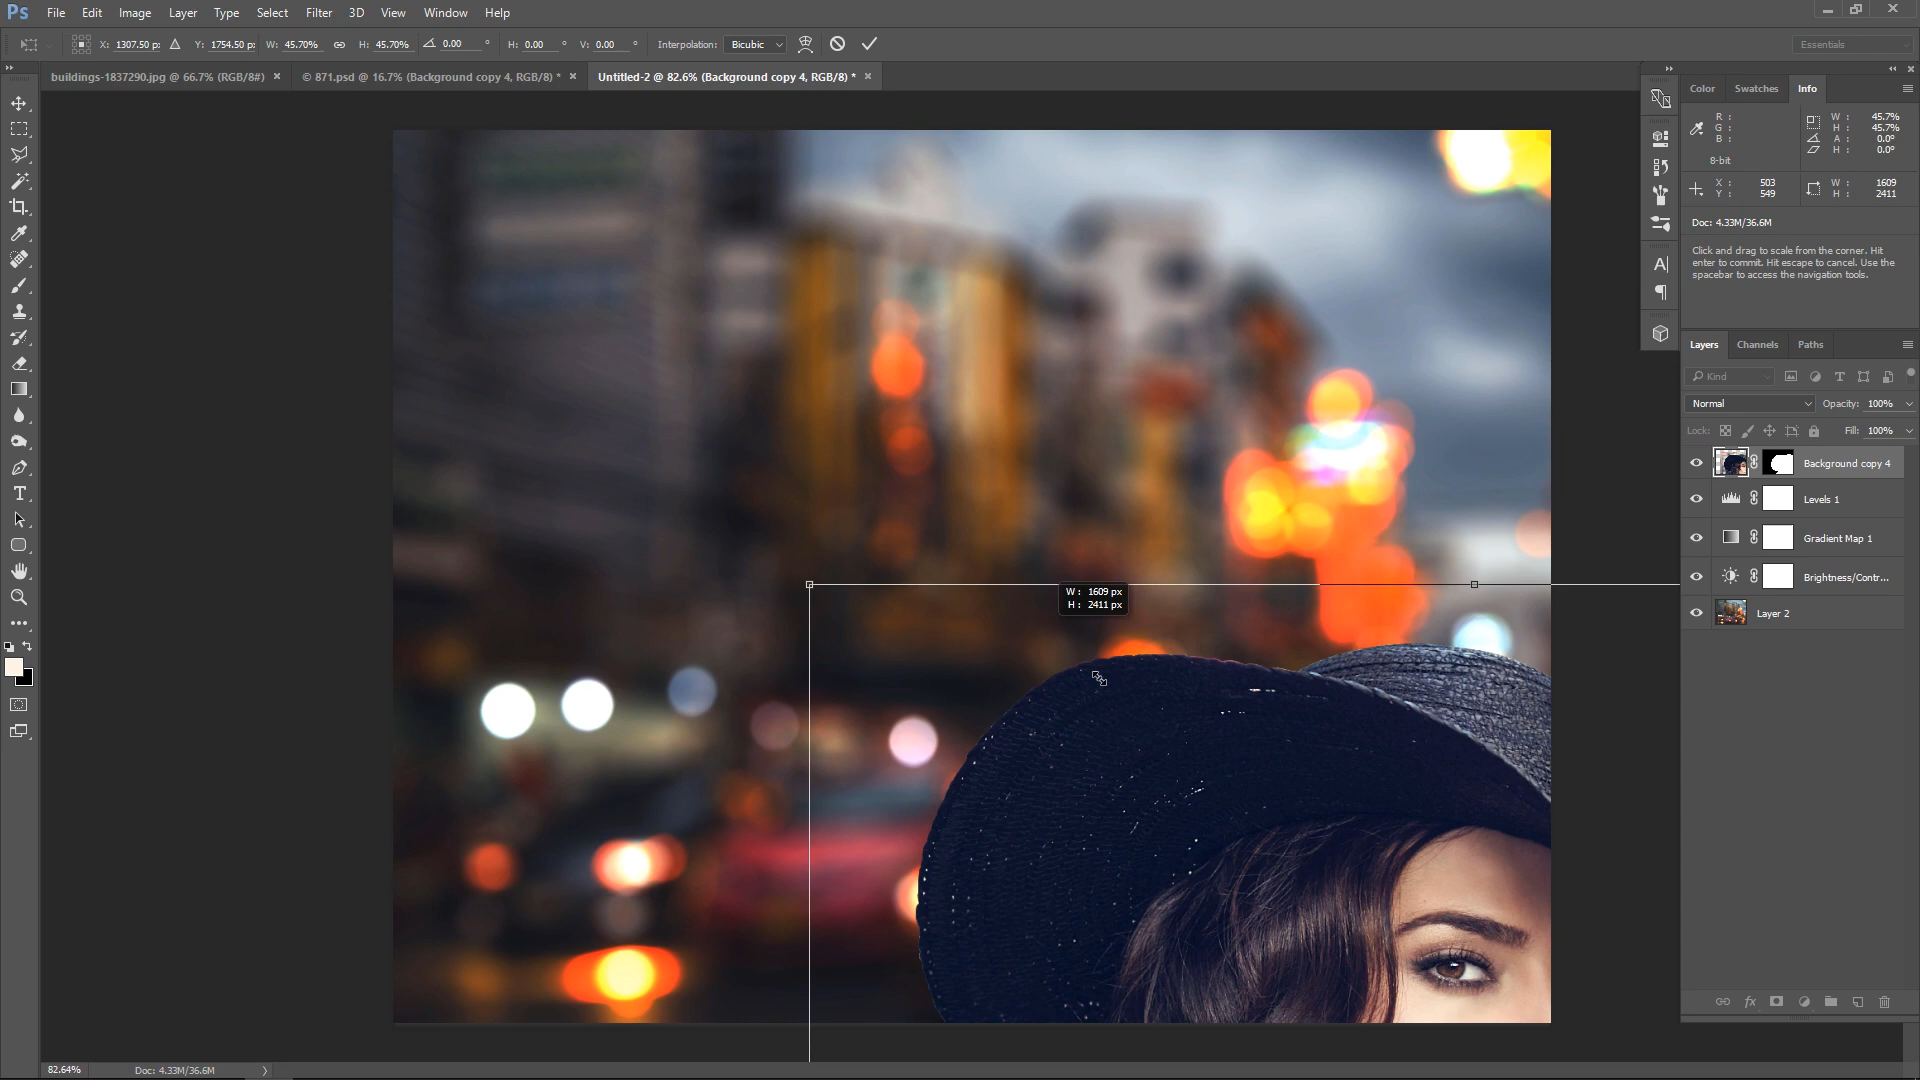 Ps File Edit Image Layer Type Select Filter 3D View Window Help
X: 1307.50 p: Y: 1754.50 p: W: 45.70% H: 45.70% 0.00 ° H: 0.00 ° V: 0.00 ° Interpolation: Bicubic Essentials
buildings-1837290.jpg @ 66.7% (RGB/8#) × © 871.psd @ 16.7% (Background copy 4, RGB/8) * × Untitled-2 @ 82.6% (Background copy 4, RGB/8) * ×
Color Swatches Info
R : W : 45.7%
G : H : 45.7%
B : A : 0.0°
H : 0.0°
8-bit
X : 503 W : 1609
Y : 549 H : 2411
Doc: 4.33M/36.6M
Click and drag to scale from the corner. Hit
enter to commit. Hit escape to cancel. Use the
spacebar to access the navigation tools.
Layers Channels Paths
Kind
Normal Opacity: 100%
Lock: Fill: 100%
Background copy 4
Levels 1
Gradient Map 1
Brightness/Contr...
Layer 2
W : 1609 px
H : 2411 px
82.64% Doc: 4.33M/36.6M